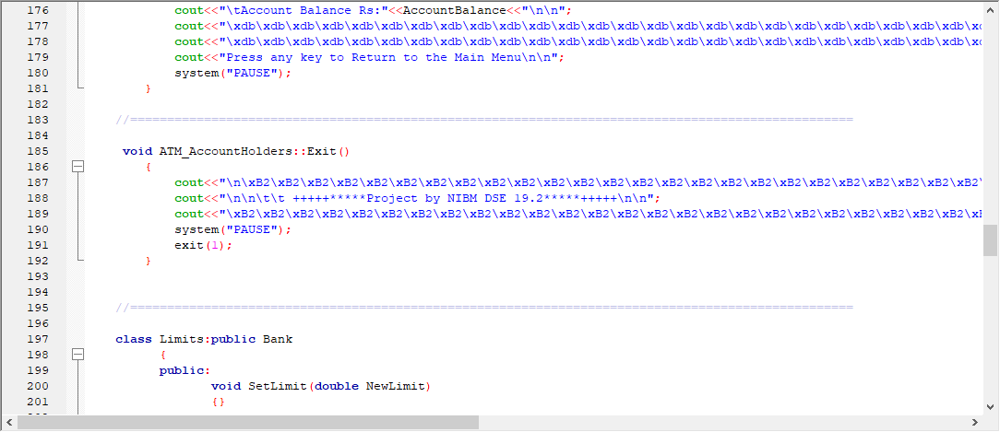 176 cout<<"\tAccount Balance Rs:"<<AccountBalance<<"\n\n";
177 cout<<"\xdb\xdb\xdb\xdb\xdb\xdb\xdb\xdb\xdb\xdb\xdb\xdb\xdb\xdb\xdb\xdb\xdb\xdb\xdb\xdb\xdb\xdb\xdb\xdb\xdb\x
178 cout<<"\xdb\xdb\xdb\xdb\xdb\xdb\xdb\xdb\xdb\xdb\xdb\xdb\xdb\xdb\xdb\xdb\xdb\xdb\xdb\xdb\xdb\xdb\xdb\xdb\xdb\x
179 cout<<"Press any key to Return to the Main Menu\n\n";
180 system("PAUSE");
181 }
182
183 //==================================================================================================
184
185 void ATM_AccountHolders::Exit()
186 {
187 cout<<"\n\xB2\xB2\xB2\xB2\xB2\xB2\xB2\xB2\xB2\xB2\xB2\xB2\xB2\xB2\xB2\xB2\xB2\xB2\xB2\xB2\xB2\xB2\xB2\xB2\xB2\
188 cout<<"\n\n\t\t +++++*****Project by NIBM DSE 19.2*****+++++\n\n";
189 cout<<"\xB2\xB2\xB2\xB2\xB2\xB2\xB2\xB2\xB2\xB2\xB2\xB2\xB2\xB2\xB2\xB2\xB2\xB2\xB2\xB2\xB2\xB2\xB2\xB2\xB2\x
190 system("PAUSE");
191 exit(1);
192 }
193
194
195 //==================================================================================================
196
197 class Limits:public Bank
198 {
199 public:
200 void SetLimit(double NewLimit)
201 {}